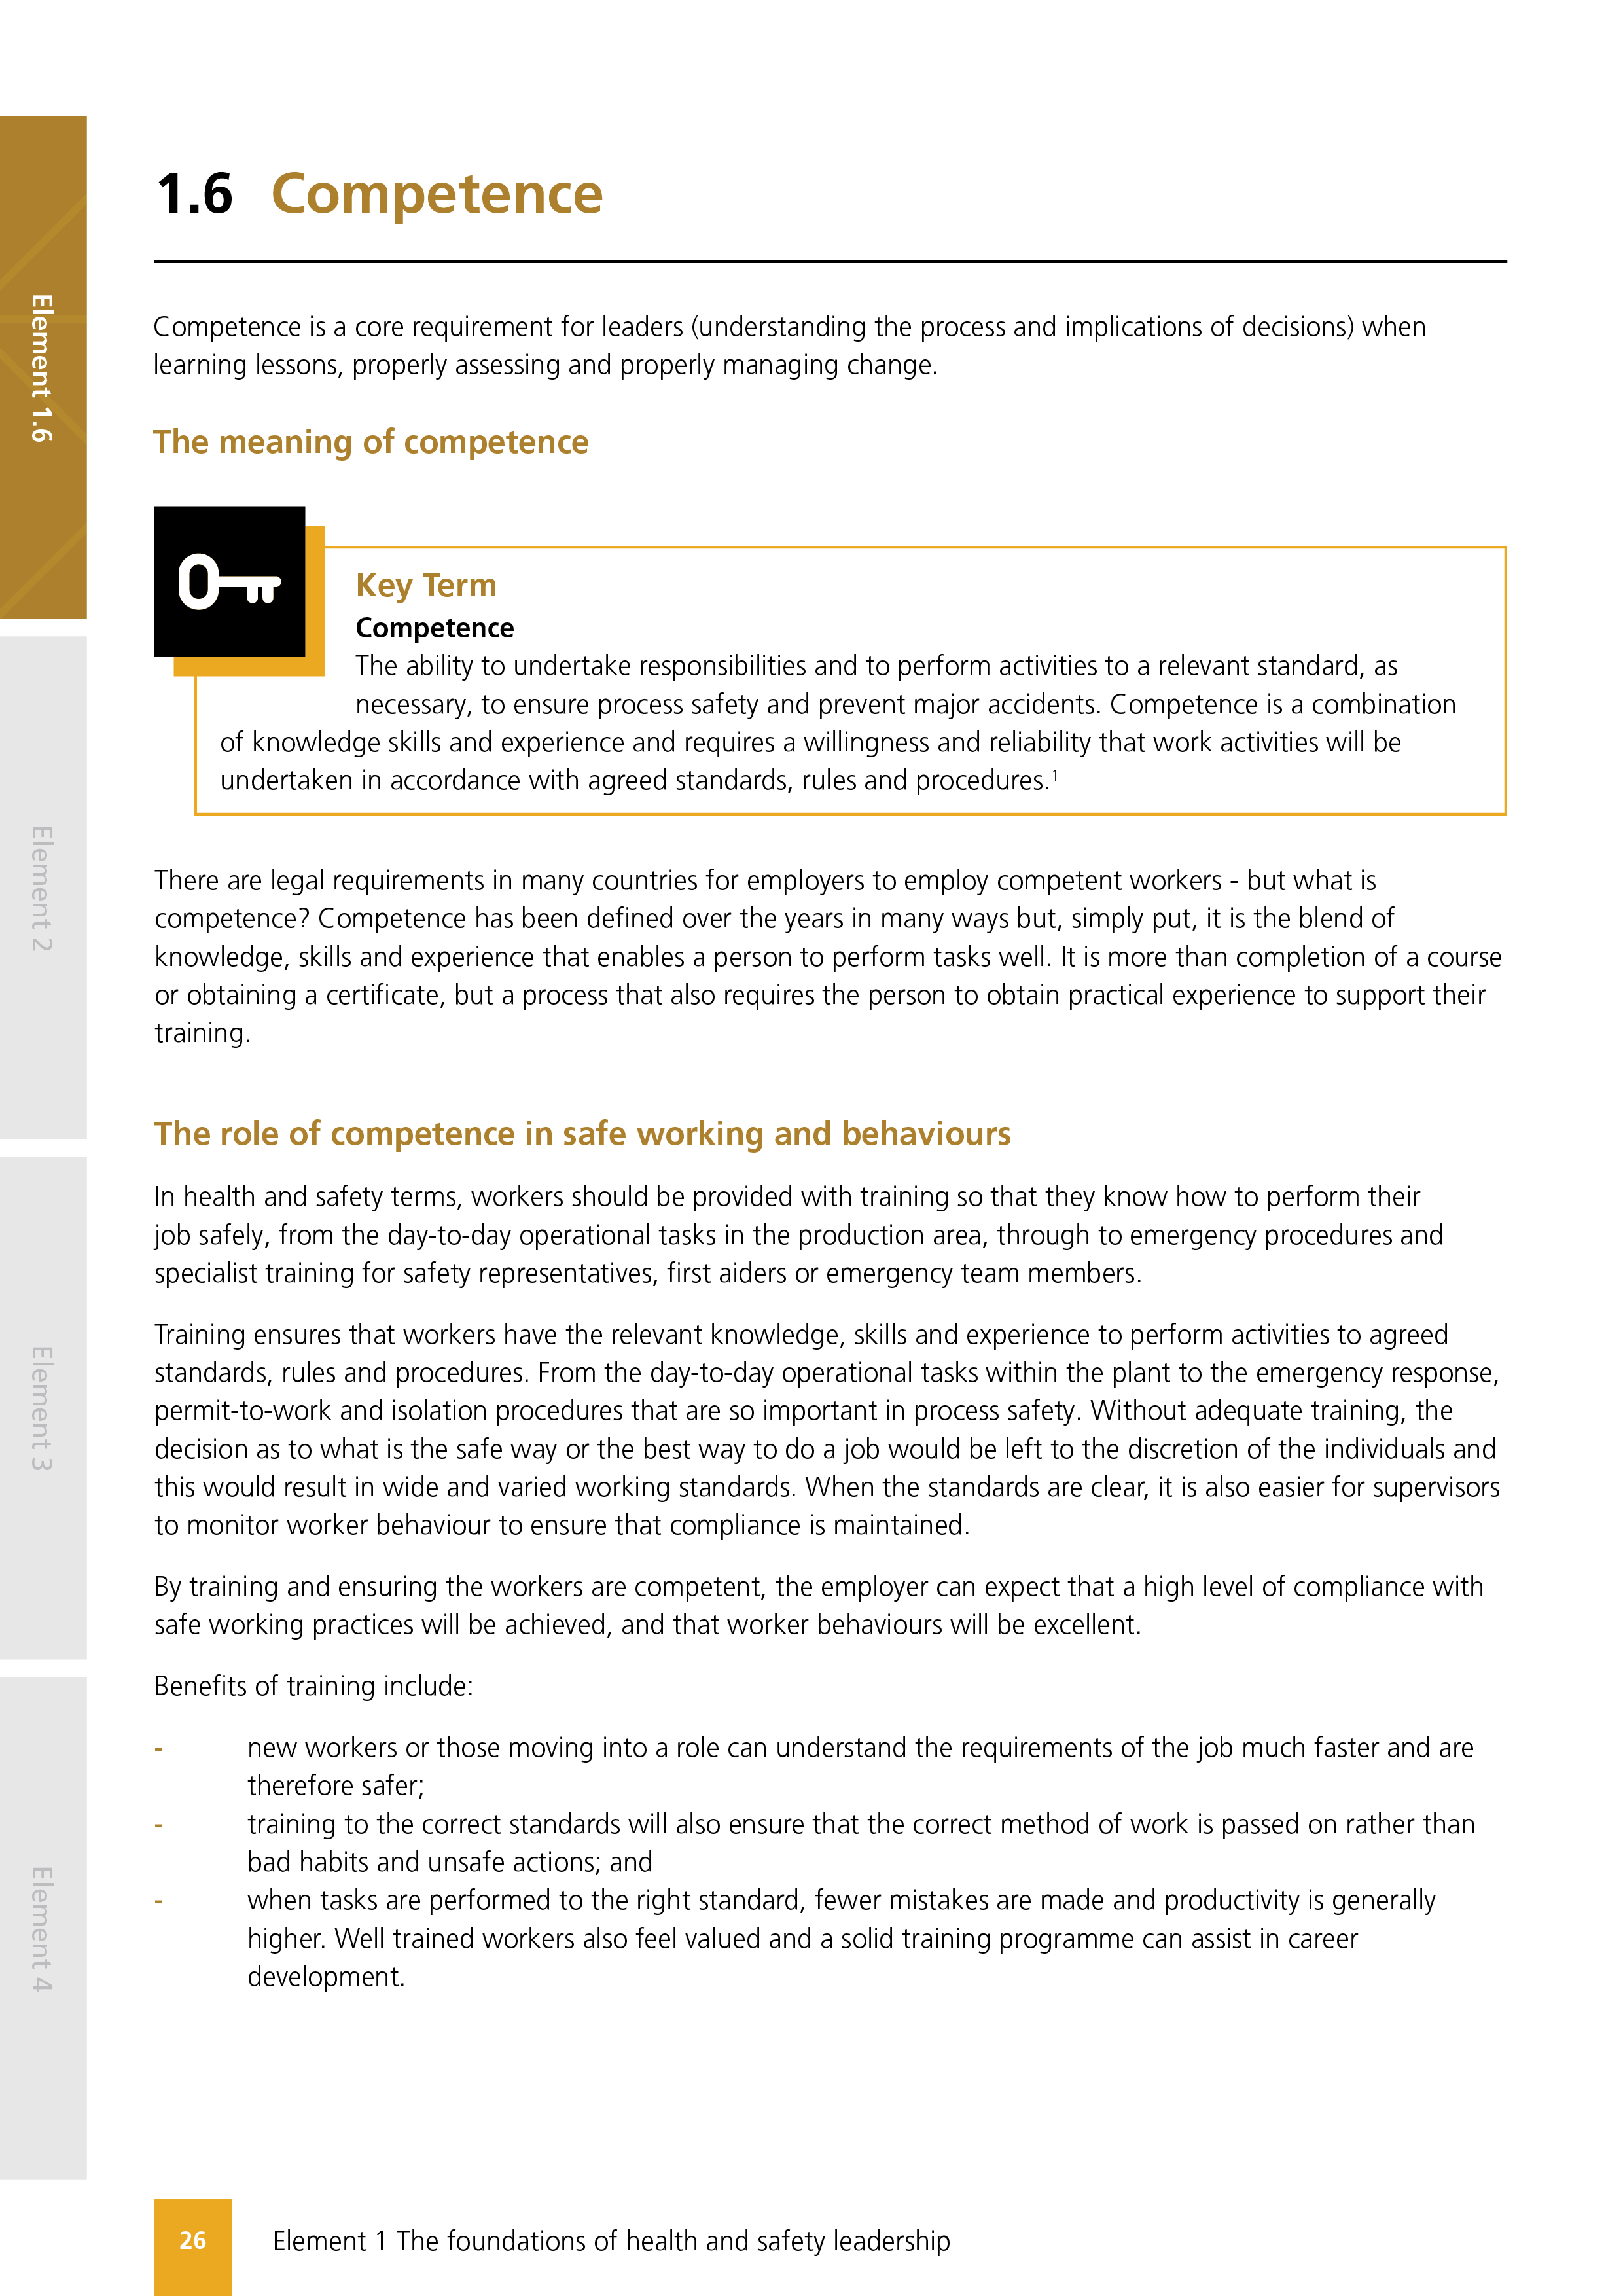 1.6 Competence
Competence is a core requirement for leaders (understanding the process and implications of decisions) when
learning lessons, properly assessing and properly managing change.
The meaning of competence
Key Term
Competence
The ability to undertake responsibilities and to perform activities to a relevant standard, as
necessary, to ensure process safety and prevent major accidents. Competence is a combination
of knowledge skills and experience and requires a willingness and reliability that work activities will be
undertaken in accordance with agreed standards, rules and procedures.1
There are legal requirements in many countries for employers to employ competent workers - but what is
competence? Competence has been defined over the years in many ways but, simply put, it is the blend of
knowledge, skills and experience that enables a person to perform tasks well. It is more than completion of a course
or obtaining a certificate, but a process that also requires the person to obtain practical experience to support their
training.
The role of competence in safe working and behaviours
In health and safety terms, workers should be provided with training so that they know how to perform their
job safely, from the day-to-day operational tasks in the production area, through to emergency procedures and
specialist training for safety representatives, first aiders or emergency team members.
Training ensures that workers have the relevant knowledge, skills and experience to perform activities to agreed
standards, rules and procedures. From the day-to-day operational tasks within the plant to the emergency response,
permit-to-work and isolation procedures that are so important in process safety. Without adequate training, the
decision as to what is the safe way or the best way to do a job would be left to the discretion of the individuals and
this would result in wide and varied working standards. When the standards are clear, it is also easier for supervisors
to monitor worker behaviour to ensure that compliance is maintained.
By training and ensuring the workers are competent, the employer can expect that a high level of compliance with
safe working practices will be achieved, and that worker behaviours will be excellent.
Benefits of training include:
- new workers or those moving into a role can understand the requirements of the job much faster and are
therefore safer;
- training to the correct standards will also ensure that the correct method of work is passed on rather than
bad habits and unsafe actions; and
- when tasks are performed to the right standard, fewer mistakes are made and productivity is generally
higher. Well trained workers also feel valued and a solid training programme can assist in career
development.
26 Element 1 The foundations of health and safety leadership
Element 1.6
Element 2
Element 3
Element 4